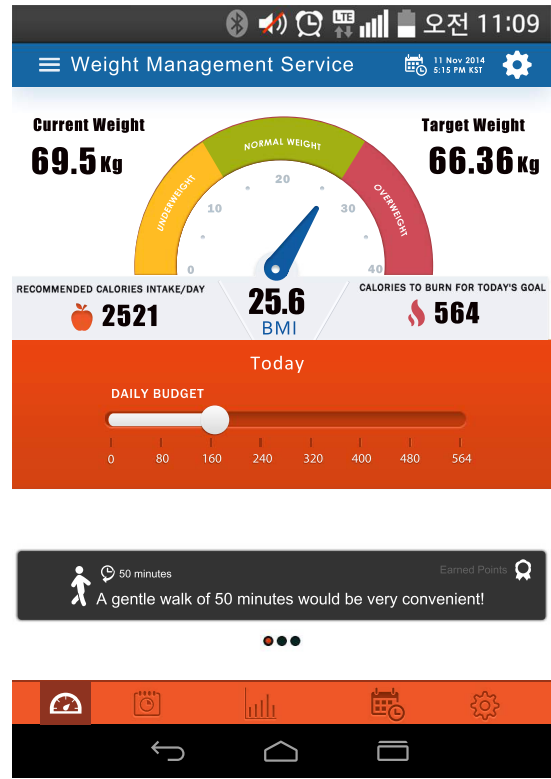 LTE
오전 11:09
Weight Management Service
11 Nov 2014
5:15 PM KST
Current Weight
69.5 Kg
Target Weight
66.36 Kg
UNDERWEIGHT
NORMAL WEIGHT
OVERWEIGHT
0
10
20
30
40
RECOMMENDED CALORIES INTAKE/DAY
2521
25.6
BMI
CALORIES TO BURN FOR TODAY'S GOAL
564
Today
DAILY BUDGET
0 80 160 240 320 400 480 564
50 minutes
Earned Points
A gentle walk of 50 minutes would be very convenient!